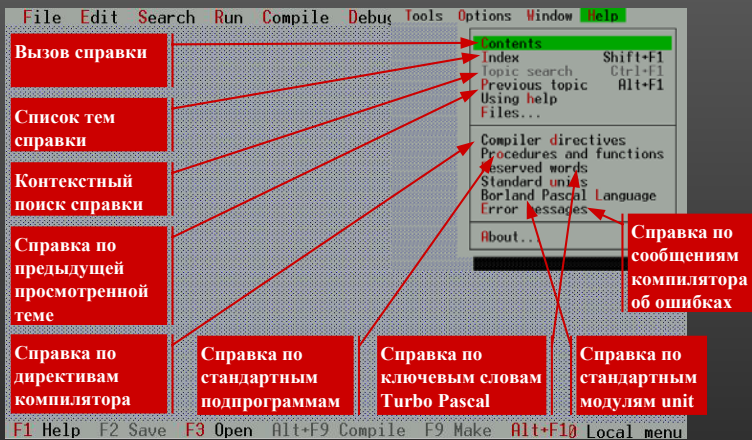 File Edit Search Run Compile Debug Tools Options Window Help
Contents
Index Shift+F1
Topic search Ctrl+F1
Previous topic Alt+F1
Using help
Files...
Compiler directives
Procedures and functions
Reserved words
Standard units
Borland Pascal Language
Error messages
About...
Вызов справки
Список тем
справки
Контекстный
поиск справки
Справка по
предыдущей
просмотренной
теме
Справка по
директивам
компилятора
Справка по
стандартным
подпрограммам
Справка по
ключевым словам
Turbo Pascal
Справка по
стандартным
модулям unit
Справка по
сообщениям
компилятора
об ошибках
F1 Help F2 Save F3 Open Alt+F9 Compile F9 Make Alt+F10 Local menu